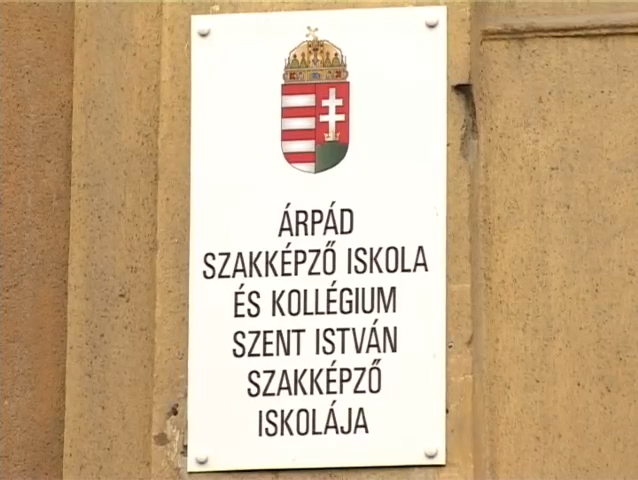 ÁRPÁD
SZAKKÉPZŐ ISKOLA
ÉS KOLLÉGIUM
SZENT ISTVÁN
SZAKKÉPZŐ
ISKOLÁJA